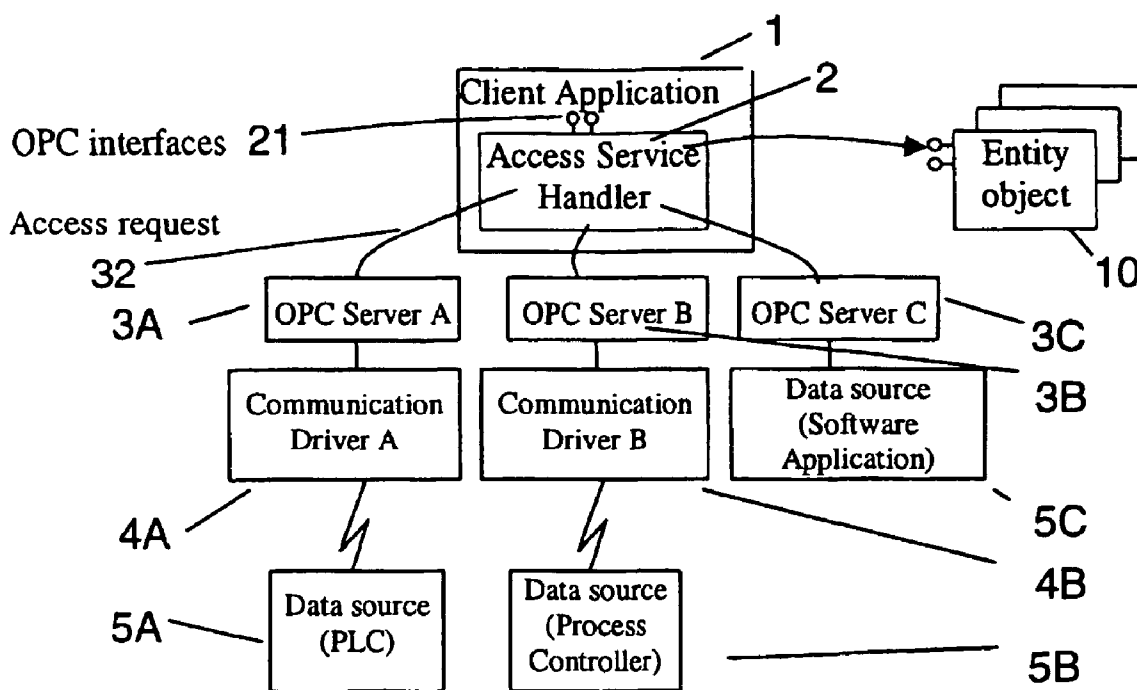 1
Client Application
2
OPC interfaces 21
Access Service
Handler
Entity
object
Access request
32
10
3A
OPC Server A
OPC Server B
OPC Server C
3C
3B
Communication
Driver A
Communication
Driver B
Data source
(Software
Application)
4A
5C
4B
5A
Data source
(PLC)
Data source
(Process
Controller)
5B